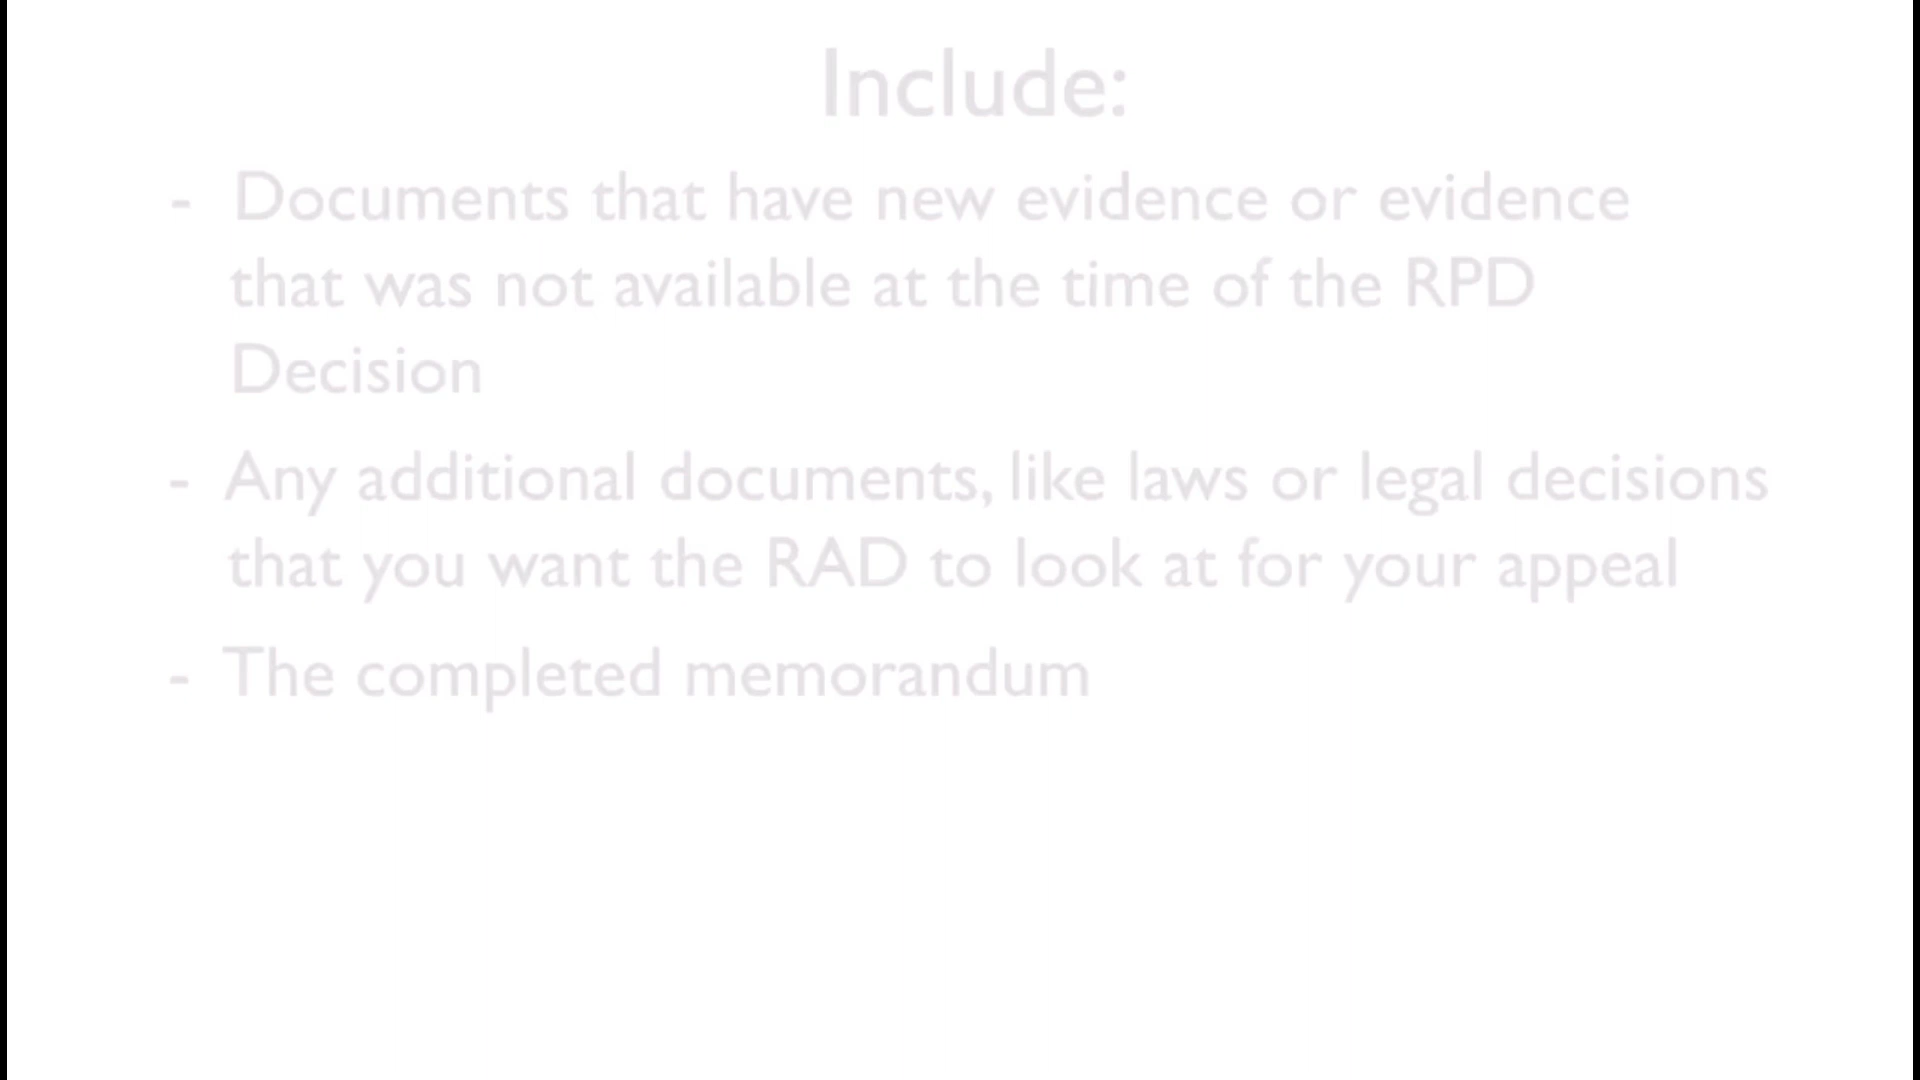 Include:
- Documents that have new evidence or evidence
that was not available at the time of the RPD
Decision
- Any additional documents, like laws or legal decisions
that you want the RAD to look at for your appeal
- The completed memorandum